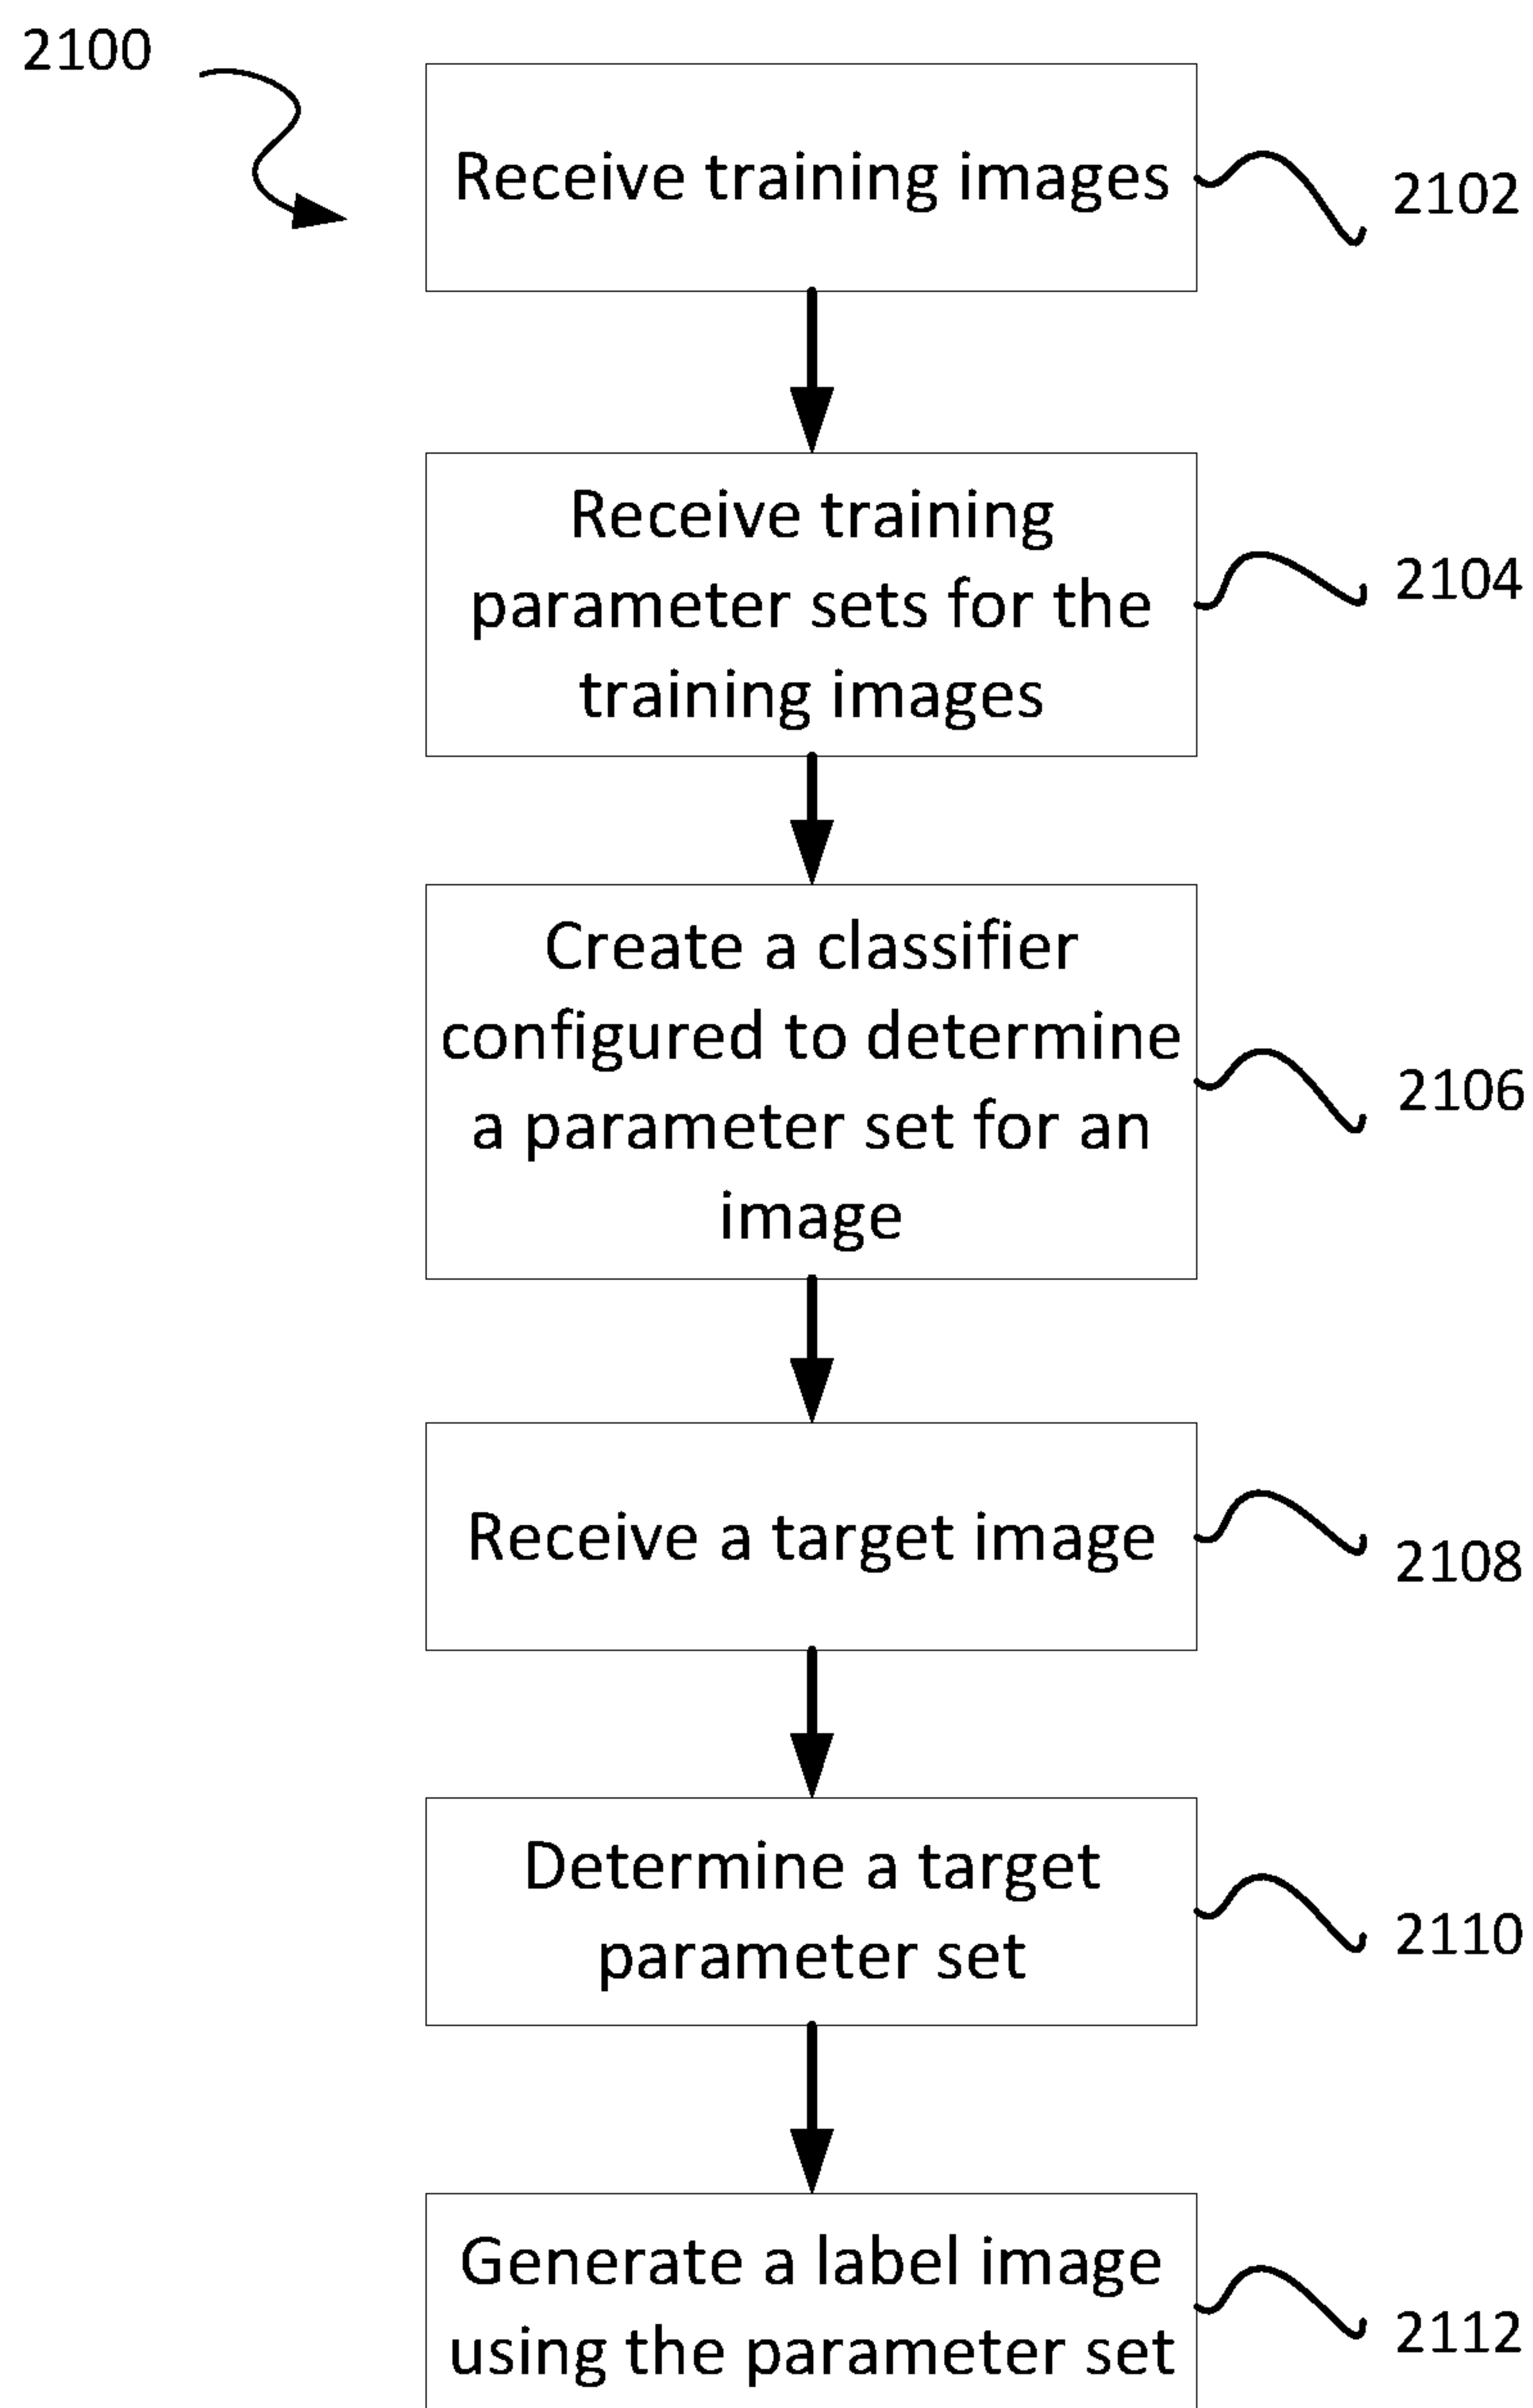 2100
Receive training images
2102
Receive training
parameter sets for the
training images
2104
Create a classifier
configured to determine
a parameter set for an
image
2106
Receive a target image
2108
Determine a target
parameter set
2110
Generate a label image
using the parameter set
2112